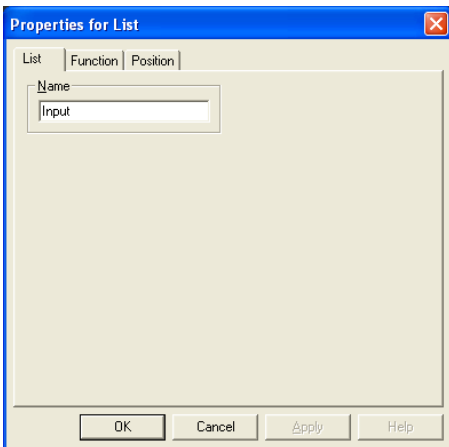 Properties for List
List Function Position
Name
Input
OK Cancel Apply Help